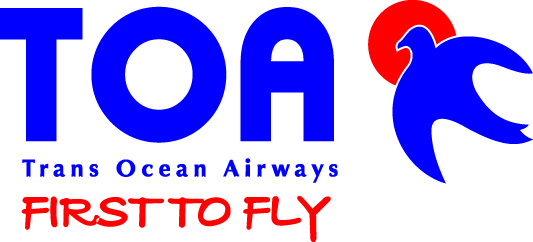 TOA
Trans Ocean Airways
FIRST TO FLY